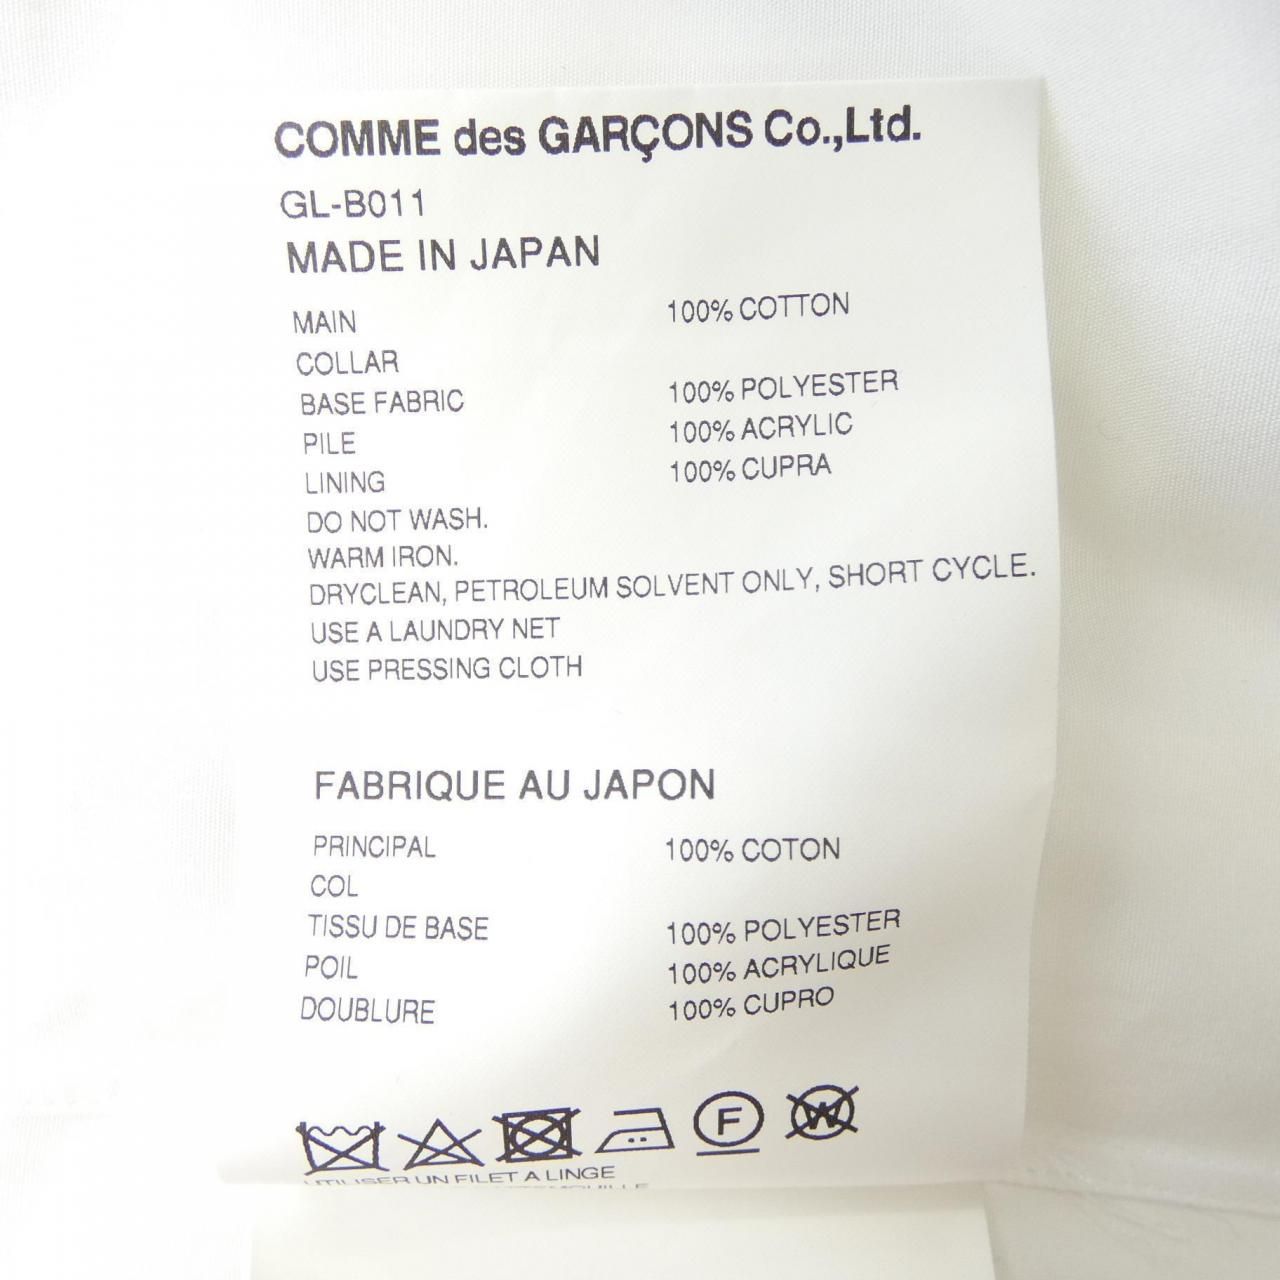 COMME des GARÇONS Co.,Ltd.
GL-B011
MADE IN JAPAN
MAIN 100% COTTON
COLLAR
BASE FABRIC 100% POLYESTER
PILE 100% ACRYLIC
LINING 100% CUPRA
DO NOT WASH.
WARM IRON.
DRYCLEAN, PETROLEUM SOLVENT ONLY, SHORT CYCLE.
USE A LAUNDRY NET
USE PRESSING CLOTH
FABRIQUE AU JAPON
PRINCIPAL 100% COTON
COL
TISSU DE BASE 100% POLYESTER
POIL 100% ACRYLIQUE
DOUBLURE 100% CUPRO
F W
UTILISER UN FILET A LINGE